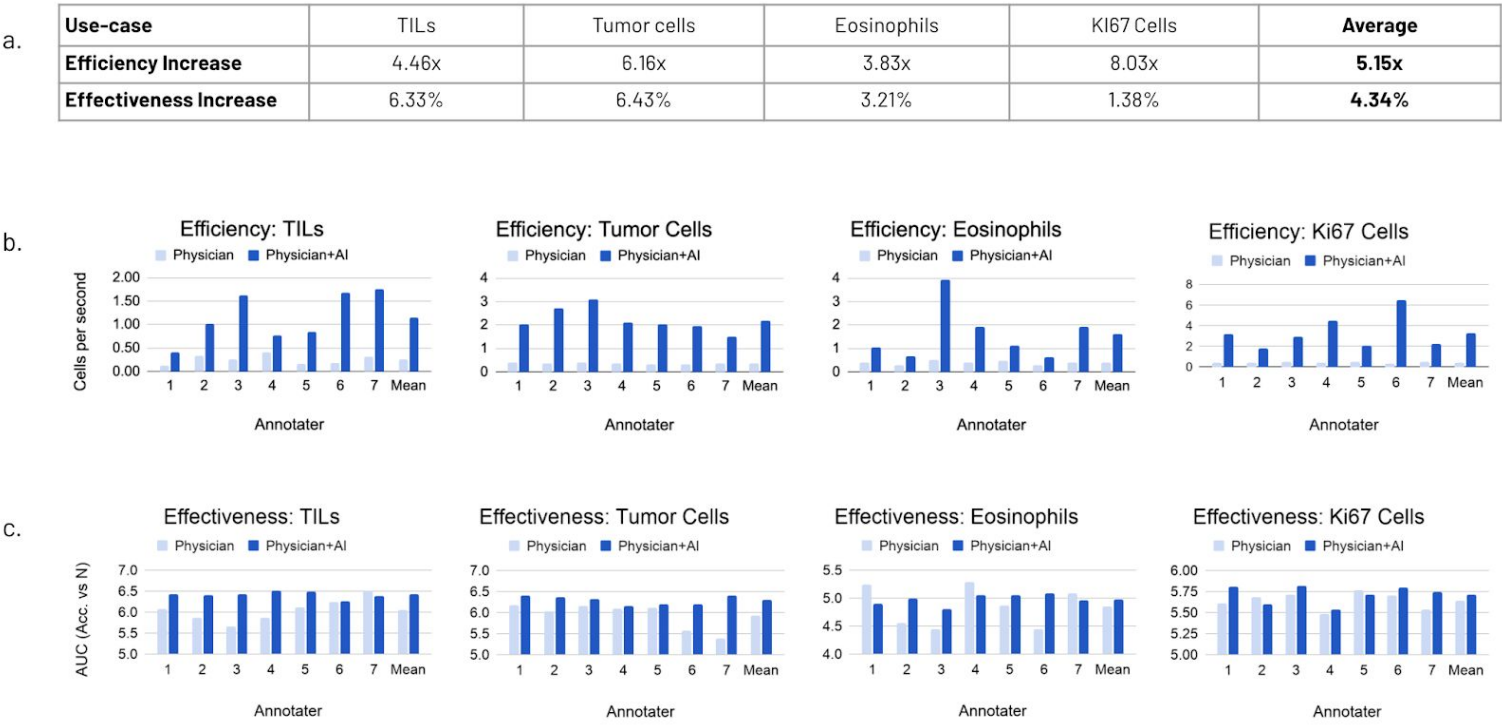 a.
Use-case TILs Tumor cells Eosinophils KI67 Cells Average
Efficiency Increase 4.46x 6.16x 3.83x 8.03x 5.15x
Effectiveness Increase 6.33% 6.43% 3.21% 1.38% 4.34%
b.
Efficiency: TILs
Physician Physician+AI
Cells per second
2.00
1.50
1.00
0.50
0.00
1 2 3 4 5 6 7 Mean
Annotater
Efficiency: Tumor Cells
Physician Physician+AI
4
3
2
1
0
1 2 3 4 5 6 7 Mean
Annotater
Efficiency: Eosinophils
Physician Physician+AI
4
3
2
1
0
1 2 3 4 5 6 7 Mean
Annotater
Efficiency: Ki67 Cells
Physician Physician+AI
8
6
4
2
0
1 2 3 4 5 6 7 Mean
Annotater
c.
Effectiveness: TILs
Physician Physician+AI
AUC (Acc. vs N)
7.0
6.5
6.0
5.5
5.0
1 2 3 4 5 6 7 Mean
Annotater
Effectiveness: Tumor Cells
Physician Physician+AI
7.0
6.5
6.0
5.5
5.0
1 2 3 4 5 6 7 Mean
Annotater
Effectiveness: Eosinophils
Physician Physician+AI
5.5
5.0
4.5
4.0
1 2 3 4 5 6 7 Mean
Annotater
Effectiveness: Ki67 Cells
Physician Physician+AI
6.00
5.75
5.50
5.25
5.00
1 2 3 4 5 6 7 Mean
Annotater